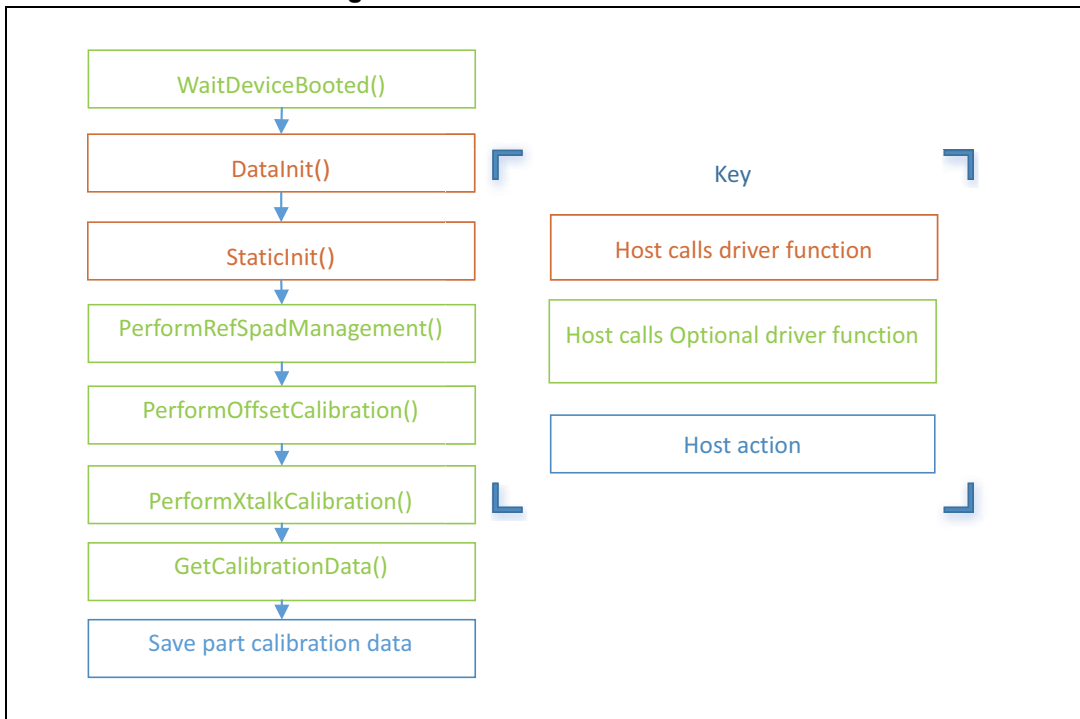 WaitDeviceBooted()
DataInit()
StaticInit()
PerformRefSpadManagement()
PerformOffsetCalibration()
PerformXtalkCalibration()
GetCalibrationData()
Save part calibration data
Key
Host calls driver function
Host calls Optional driver function
Host action